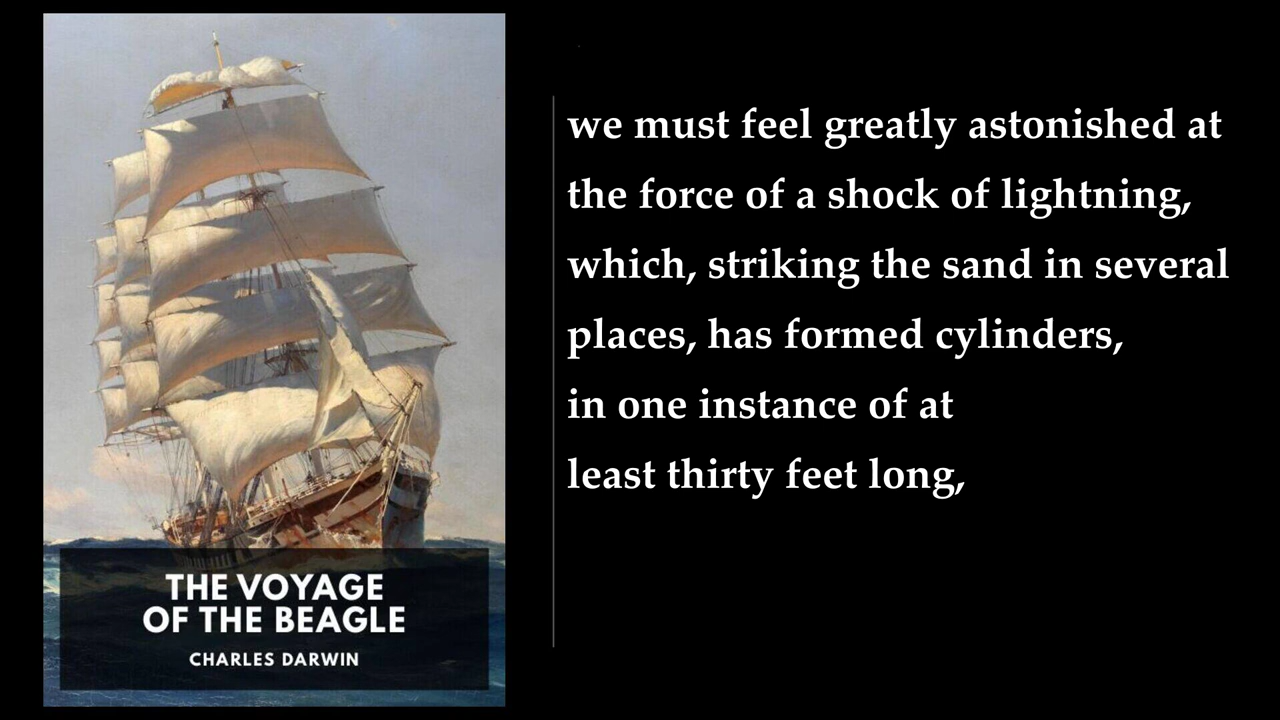 THE VOYAGE
OF THE BEAGLE
CHARLES DARWIN
we must feel greatly astonished at
the force of a shock of lightning,
which, striking the sand in several
places, has formed cylinders,
in one instance of at
least thirty feet long,